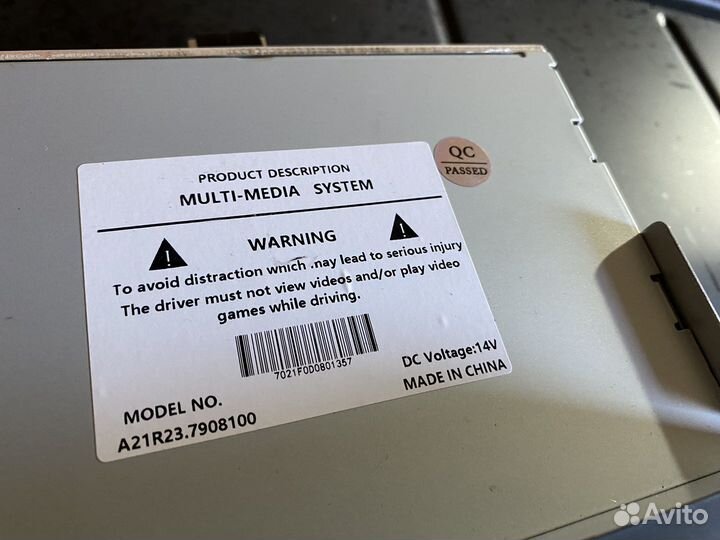 QC
PASSED
PRODUCT DESCRIPTION
MULTI-MEDIA SYSTEM
WARNING
To avoid distraction which may lead to serious injury
The driver must not view videos and/or play video
games while driving.
7021F0D0801357
DC Voltage:14V
MADE IN CHINA
MODEL NO.
A21R23.7908100
Avito